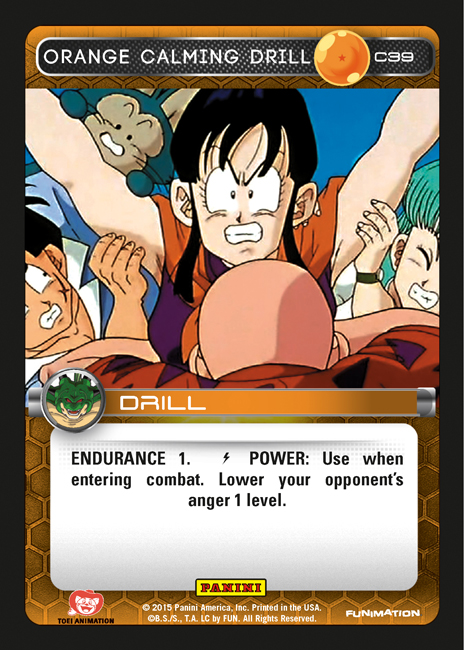 ORANGE CALMING DRILL C39
DRILL
ENDURANCE 1. POWER: Use when
entering combat. Lower your opponent's
anger 1 level.
PANINI
© 2015 Panini America, Inc. Printed in the USA.
TOEI ANIMATION
©B.S./S., T.A. LC by FUN. All Rights Reserved.
FUNIMATION